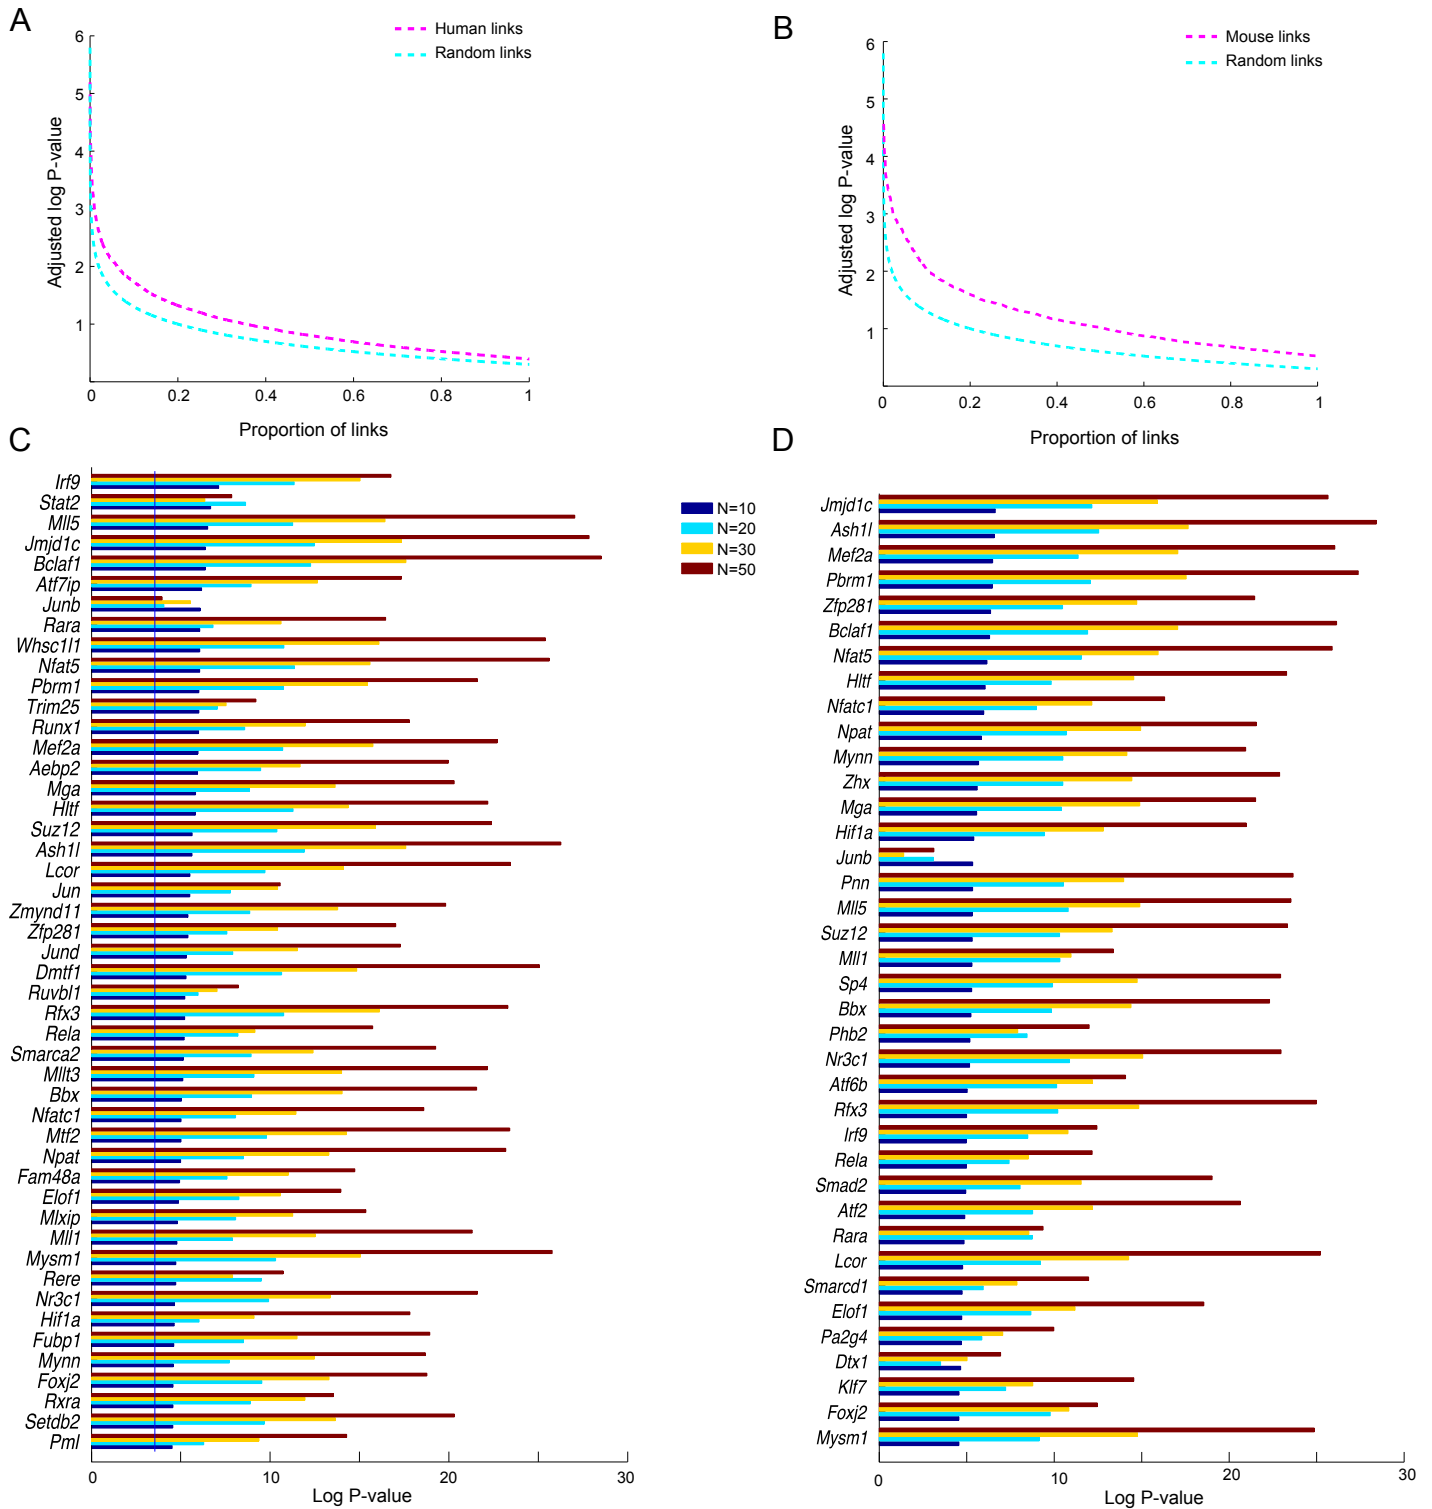 A
Human links
Random links
6
5
4
3
2
1
Adjusted log P-value
0
0.2
0.4
0.6
0.8
1
Proportion of links
B
Mouse links
Random links
6
5
4
3
2
1
Adjusted log P-value
0
0.2
0.4
0.6
0.8
1
Proportion of links
C
Irf9
Stat2
Mll5
Jmjd1c
Bclaf1
Atf7ip
Junb
Rara
Whsc1l1
Nfat5
Pbrm1
Trim25
Runx1
Mef2a
Aebp2
Mga
Hltf
Suz12
Ash1l
Lcor
Jun
Zmynd11
Zfp281
Jund
Dmtf1
Ruvbl1
Rfx3
Rela
Smarca2
Mllt3
Bbx
Nfatc1
Mtf2
Npat
Fam48a
Elof1
Mlxip
Mll1
Mysm1
Rere
Nr3c1
Hif1a
Fubp1
Mynn
Foxj2
Rxra
Setdb2
Pml
0
10
20
30
Log P-value
N=10
N=20
N=30
N=50
D
Jmjd1c
Ash1l
Mef2a
Pbrm1
Zfp281
Bclaf1
Nfat5
Hltf
Nfatc1
Npat
Mynn
Zhx
Mga
Hif1a
Junb
Pnn
Mll5
Suz12
Mll1
Sp4
Bbx
Phb2
Nr3c1
Atf6b
Rfx3
Irf9
Rela
Smad2
Atf2
Rara
Lcor
Smarcd1
Elof1
Pa2g4
Dtx1
Klf7
Foxj2
Mysm1
0
10
20
30
Log P-value